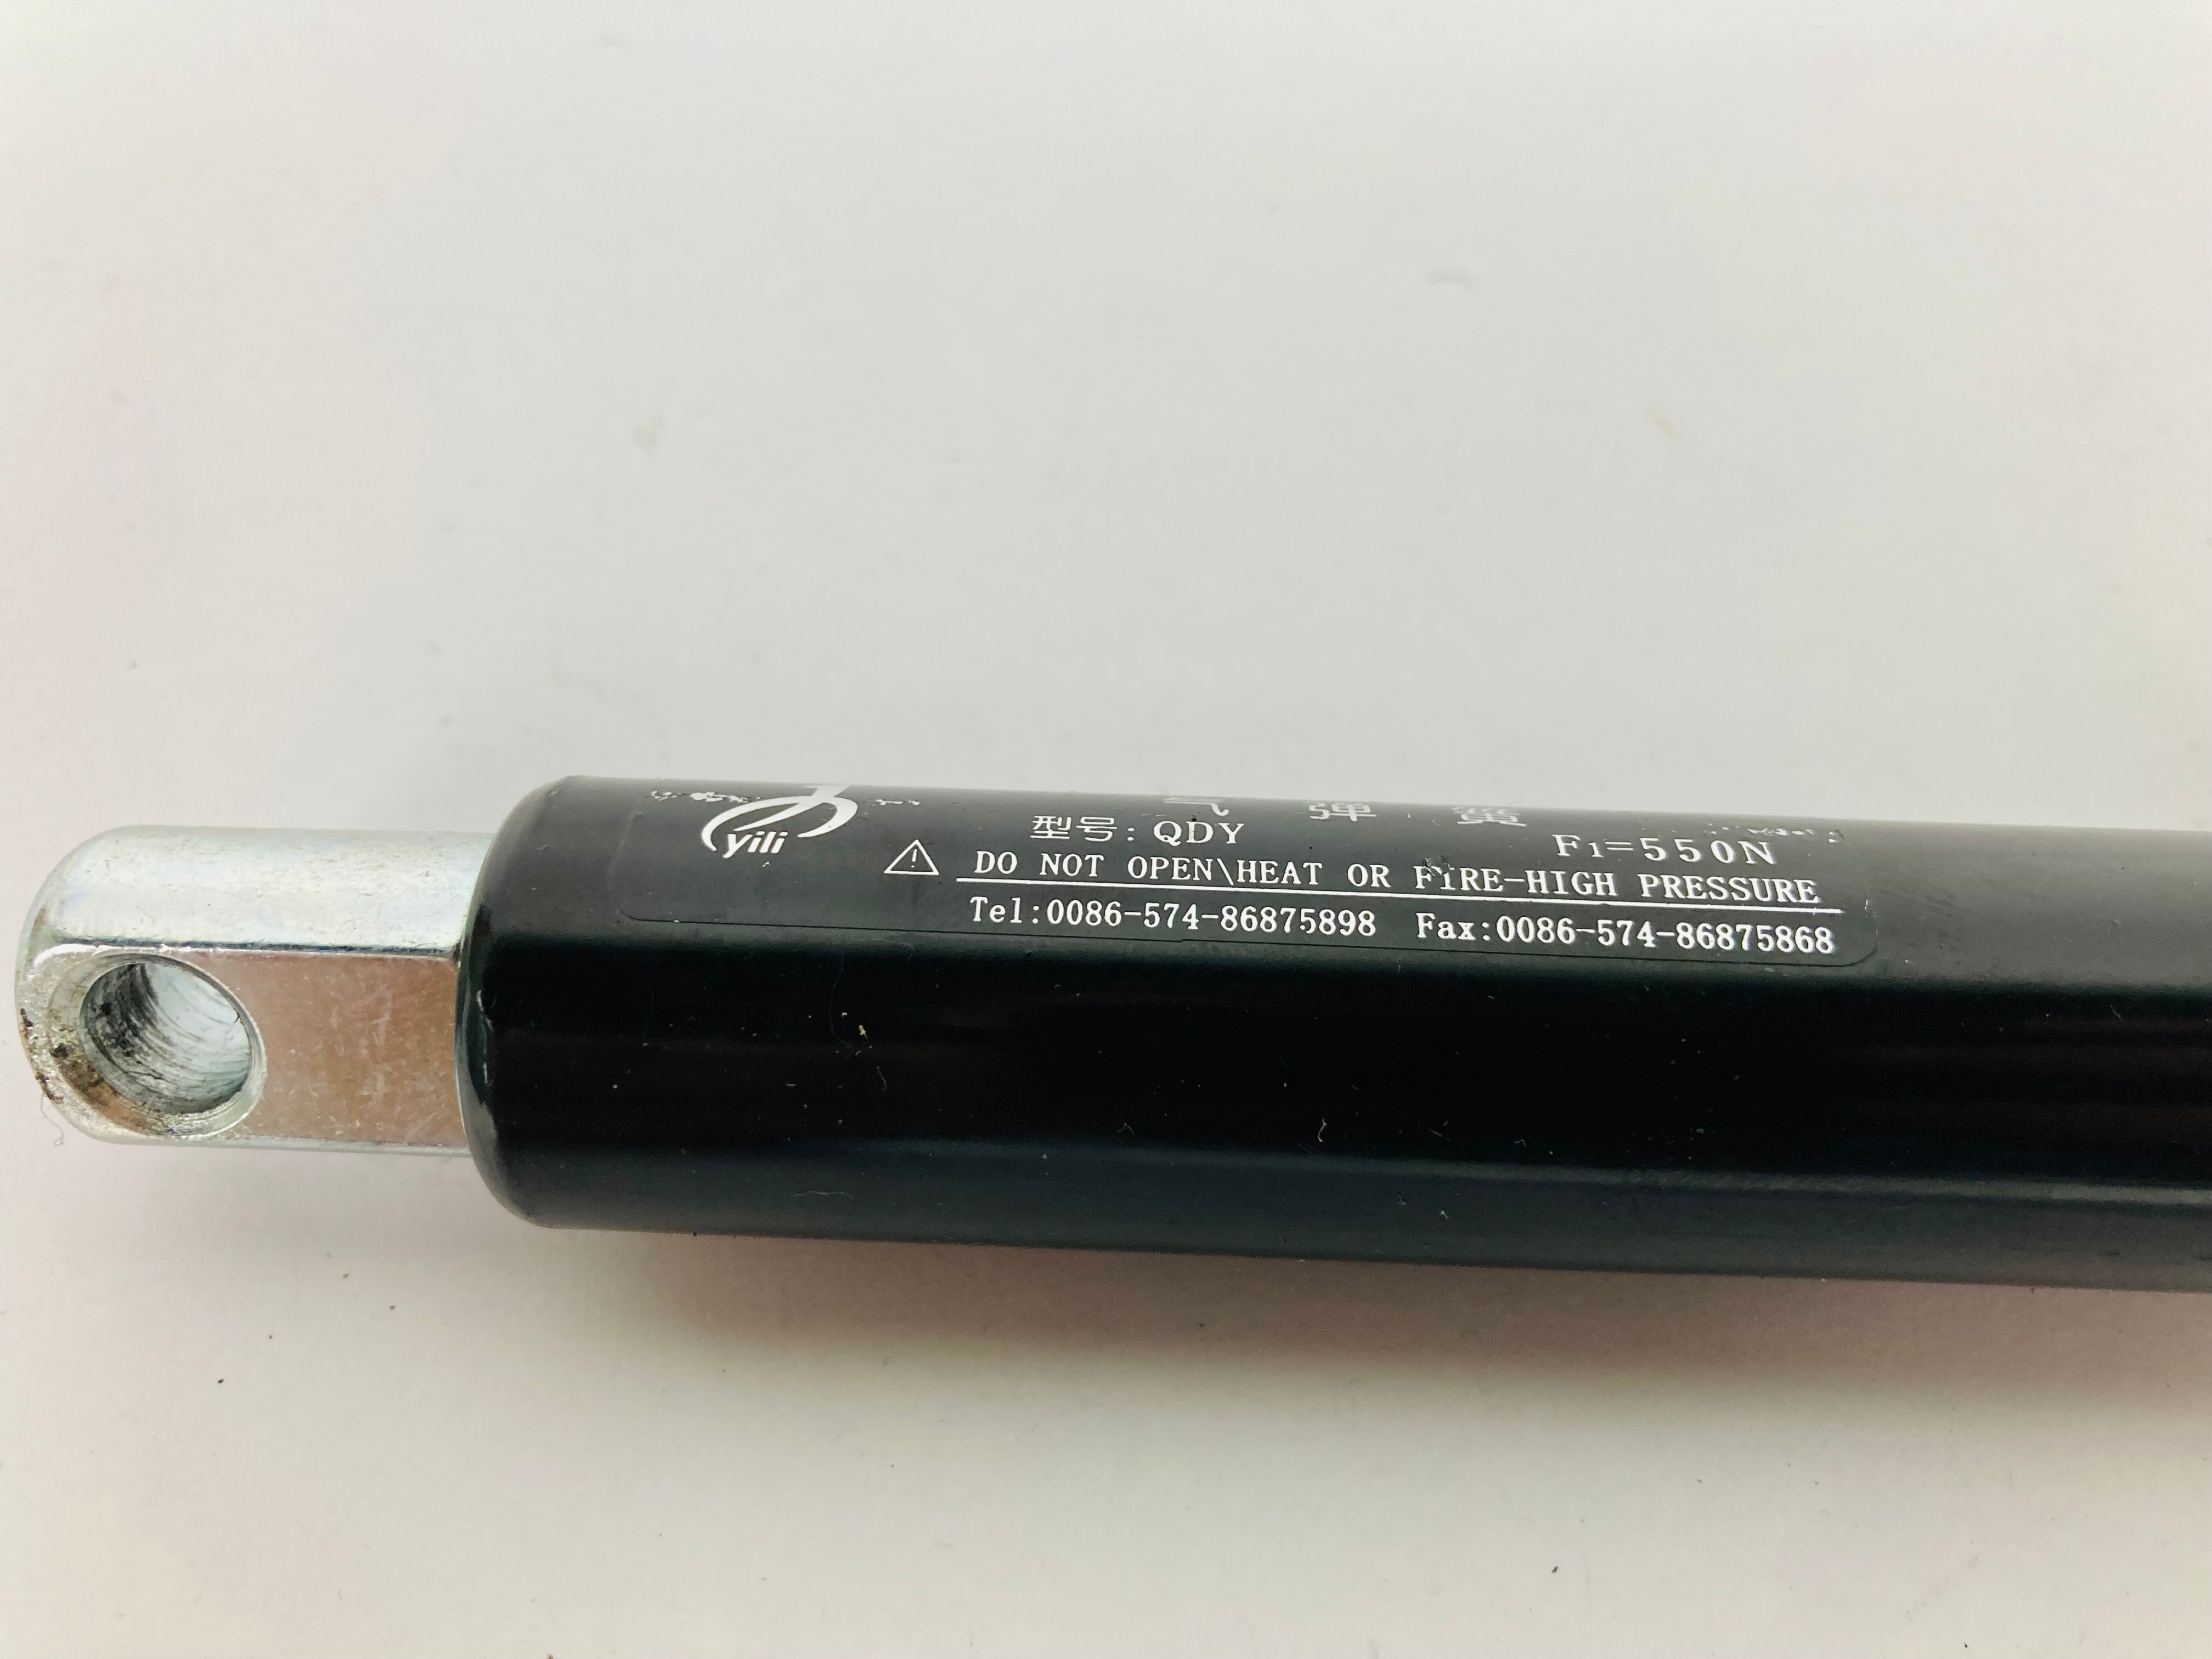 气 弹 簧
yili
型号: QDY F1=550N
DO NOT OPEN\HEAT OR FIRE-HIGH PRESSURE
Tel:0086-574-86875898 Fax:0086-574-86875868